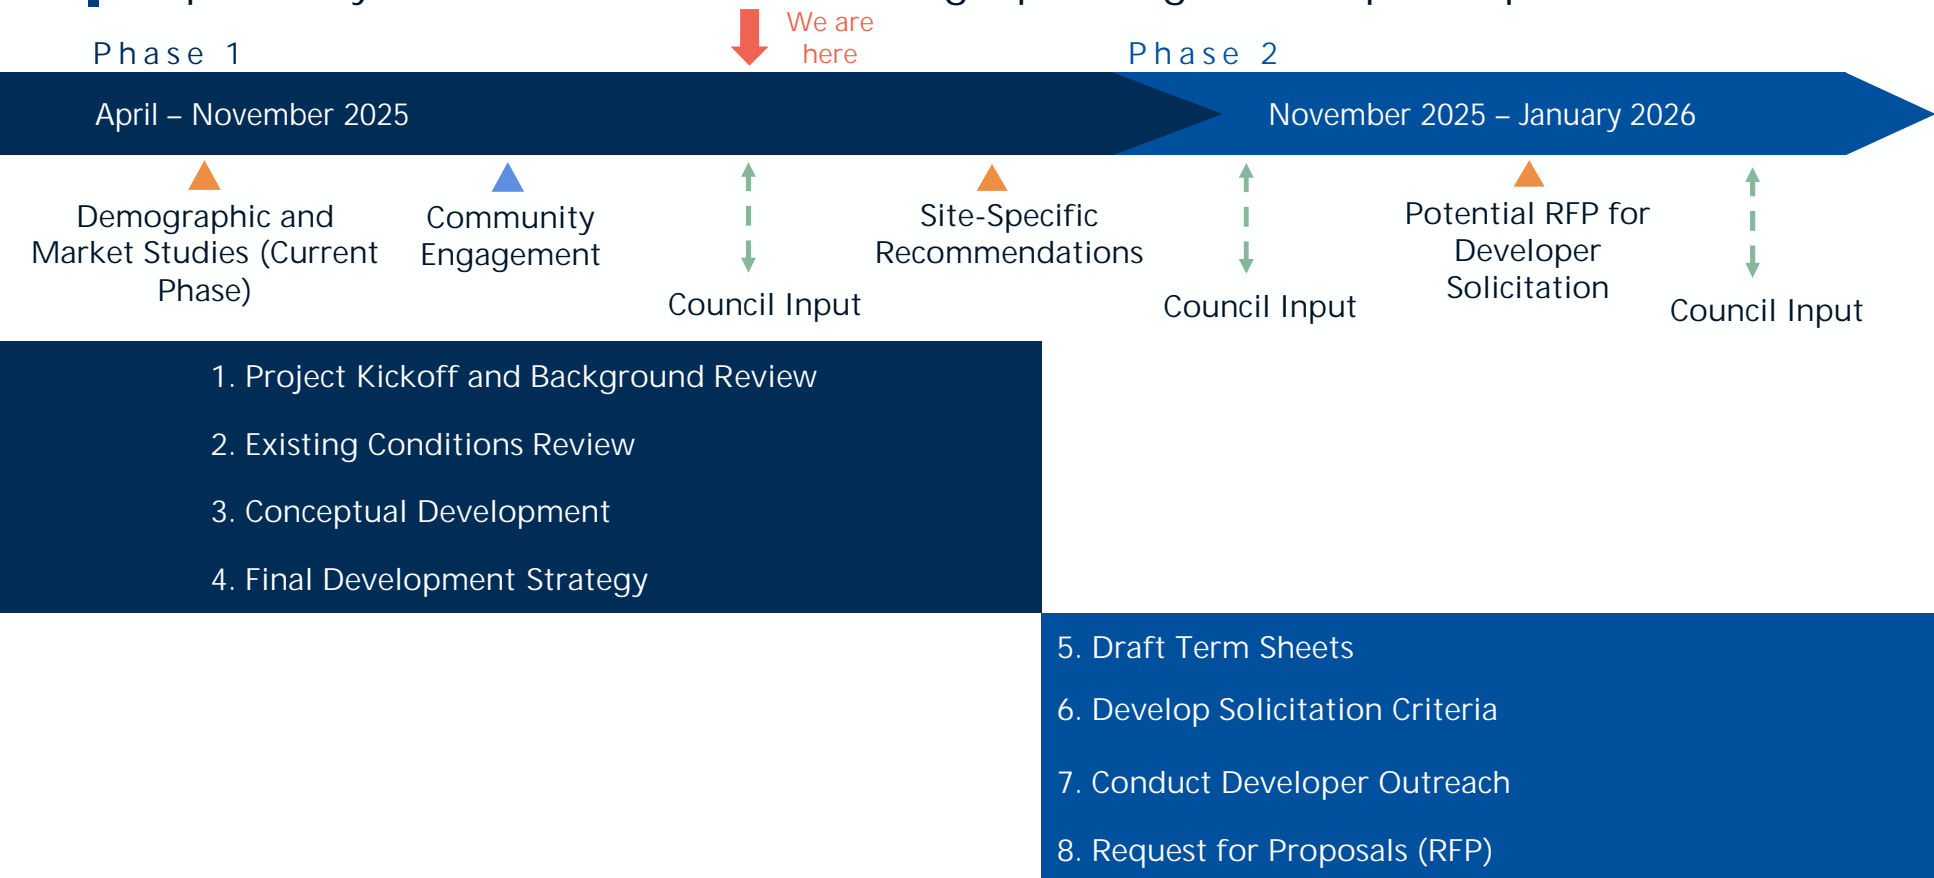 We are
here
Phase 1
Phase 2
April – November 2025
November 2025 – January 2026
Demographic and
Market Studies (Current
Phase)
Community
Engagement
Council Input
Site-Specific
Recommendations
Council Input
Potential RFP for
Developer
Solicitation
Council Input
1. Project Kickoff and Background Review
2. Existing Conditions Review
3. Conceptual Development
4. Final Development Strategy
5. Draft Term Sheets
6. Develop Solicitation Criteria
7. Conduct Developer Outreach
8. Request for Proposals (RFP)